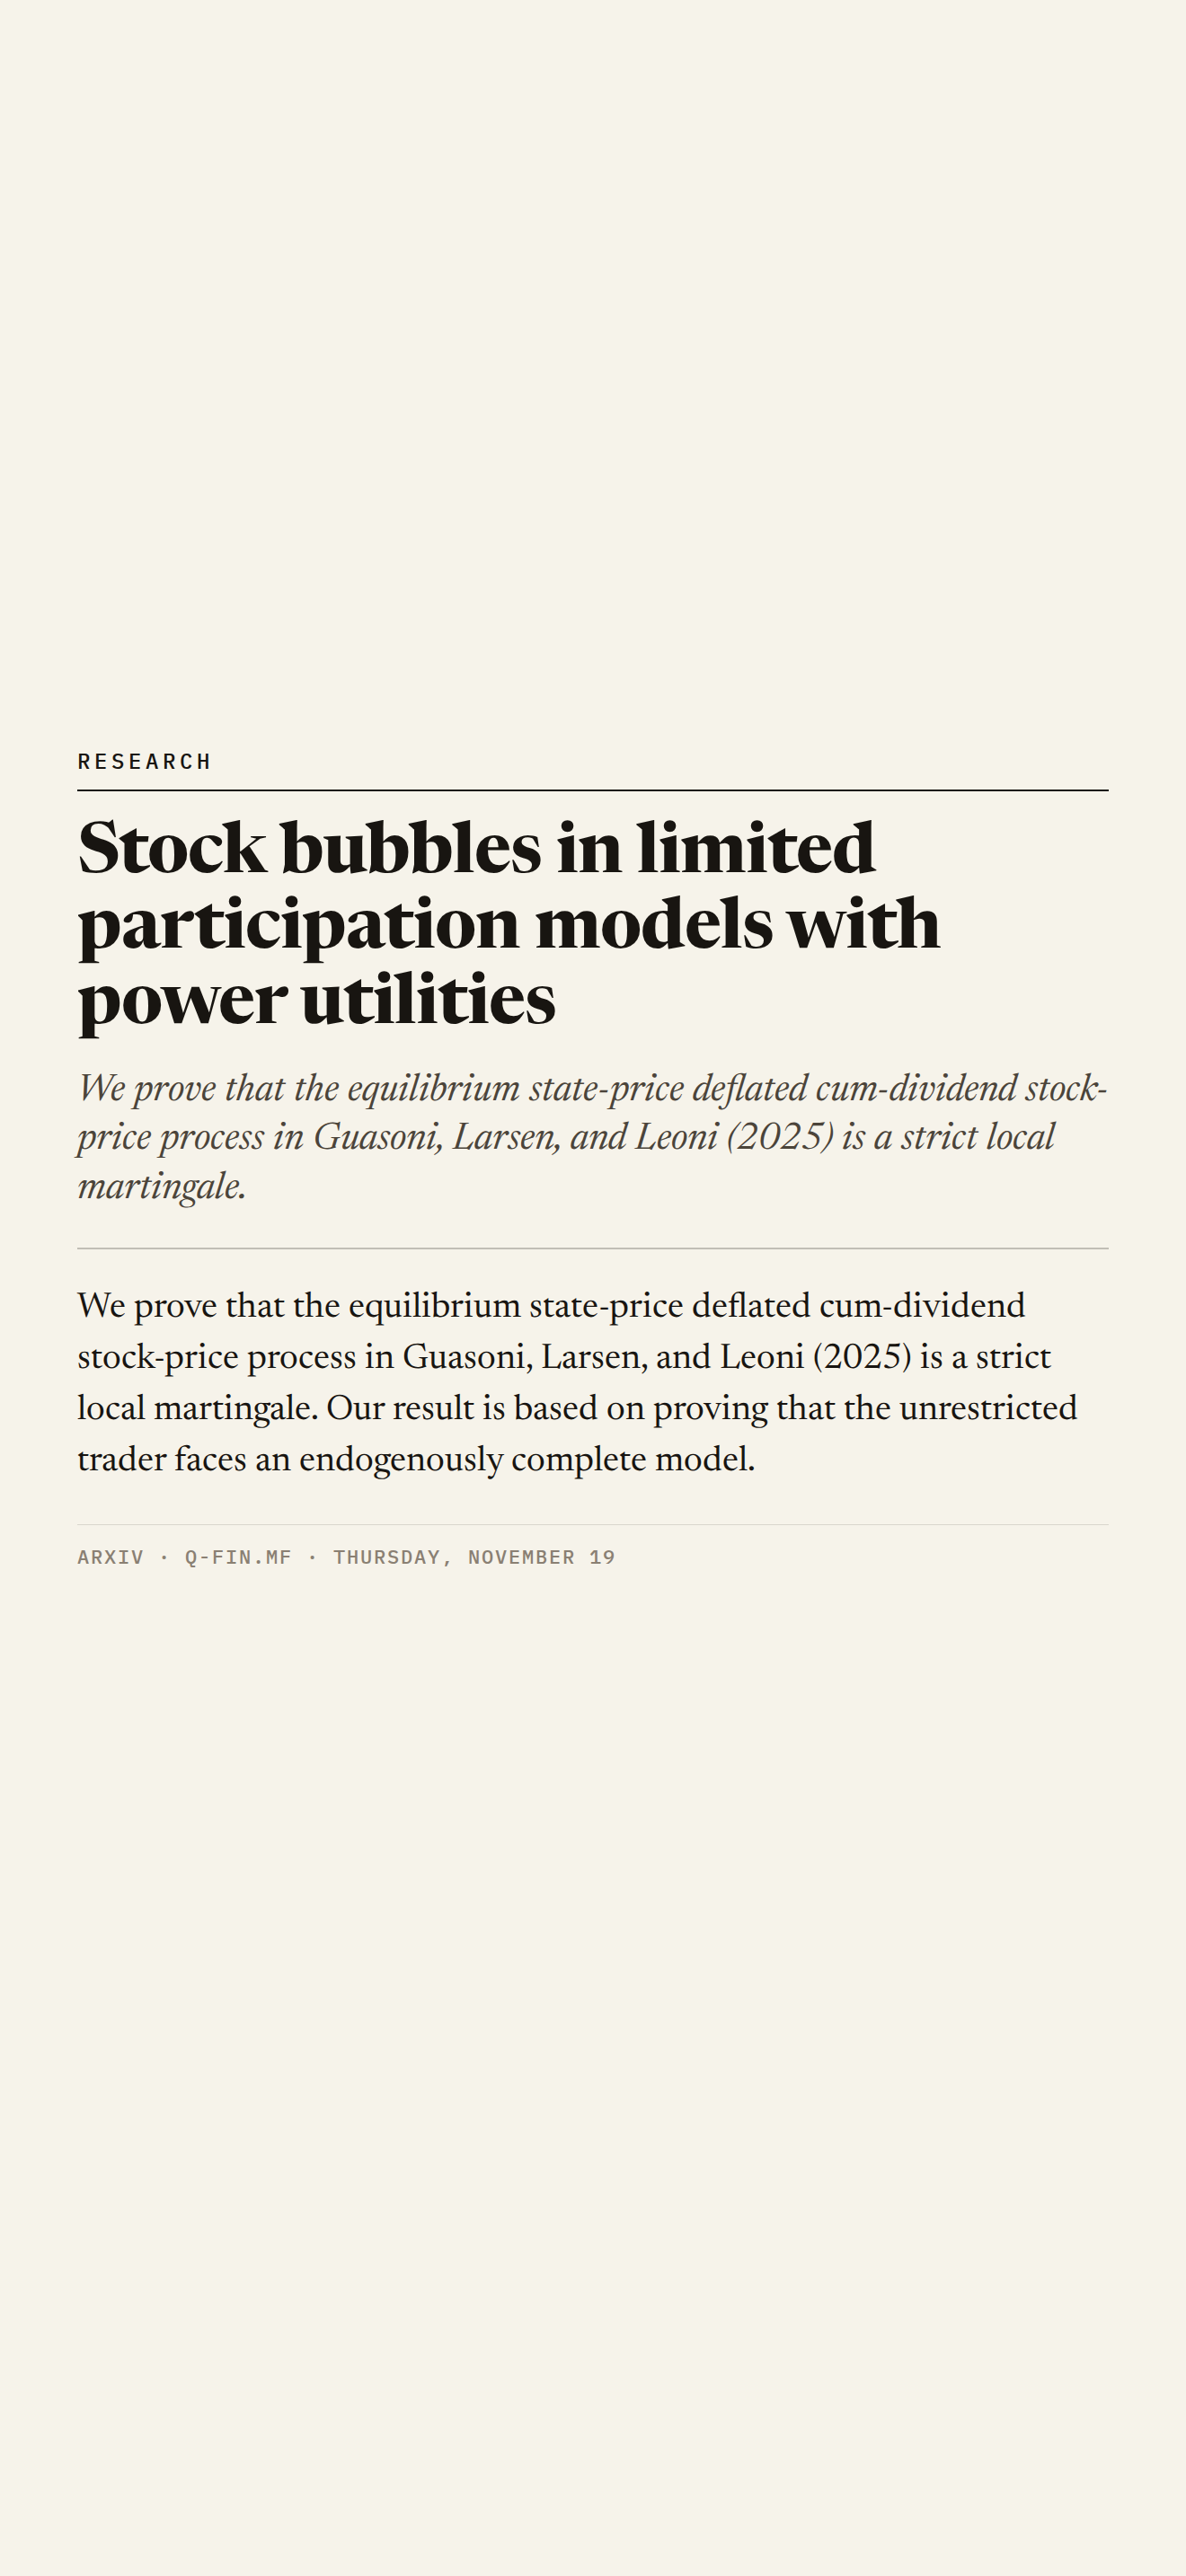 RESEARCH
Stock bubbles in limited
participation models with
power utilities
We prove that the equilibrium state-price deflated cum-dividend stock-
price process in Guasoni, Larsen, and Leoni (2025) is a strict local
martingale.
We prove that the equilibrium state-price deflated cum-dividend
stock-price process in Guasoni, Larsen, and Leoni (2025) is a strict
local martingale. Our result is based on proving that the unrestricted
trader faces an endogenously complete model.
ARXIV · Q-FIN.MF · THURSDAY, NOVEMBER 19